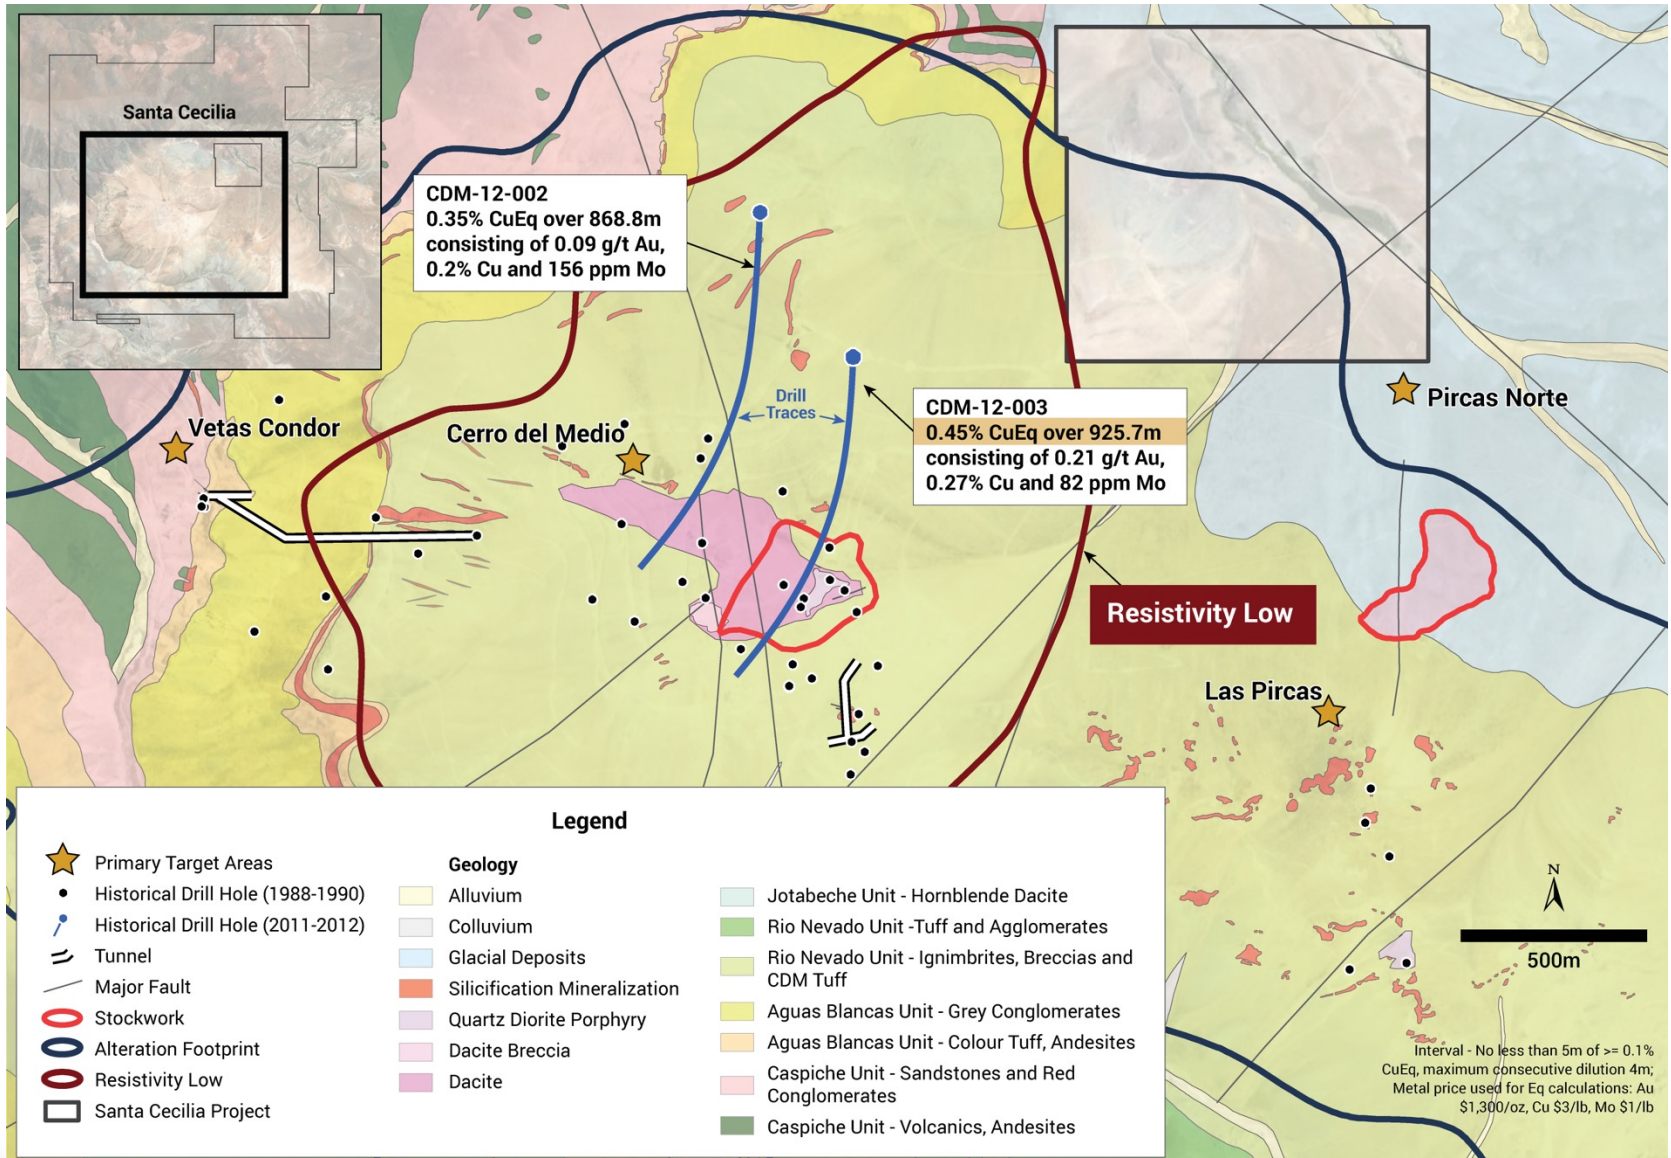 Santa Cecilia
CDM-12-002
0.35% CuEq over 868.8m
consisting of 0.09 g/t Au,
0.2% Cu and 156 ppm Mo
Drill
Traces
CDM-12-003
0.45% CuEq over 925.7m
consisting of 0.21 g/t Au,
0.27% Cu and 82 ppm Mo
Pircas Norte
Vetas Condor
Cerro del Medio
Resistivity Low
Las Pircas
Legend
Primary Target Areas
Historical Drill Hole (1988-1990)
Historical Drill Hole (2011-2012)
Tunnel
Major Fault
Stockwork
Alteration Footprint
Resistivity Low
Santa Cecilia Project
Geology
Alluvium
Colluvium
Glacial Deposits
Silicification Mineralization
Quartz Diorite Porphyry
Dacite Breccia
Dacite
Jotabeche Unit - Hornblende Dacite
Rio Nevado Unit -Tuff and Agglomerates
Rio Nevado Unit - Ignimbrites, Breccias and
CDM Tuff
Aguas Blancas Unit - Grey Conglomerates
Aguas Blancas Unit - Colour Tuff, Andesites
Caspiche Unit - Sandstones and Red
Conglomerates
Caspiche Unit - Volcanics, Andesites
N
500m
Interval - No less than 5m of >= 0.1%
CuEq, maximum consecutive dilution 4m;
Metal price used for Eq calculations: Au
$1,300/oz, Cu $3/lb, Mo $1/lb